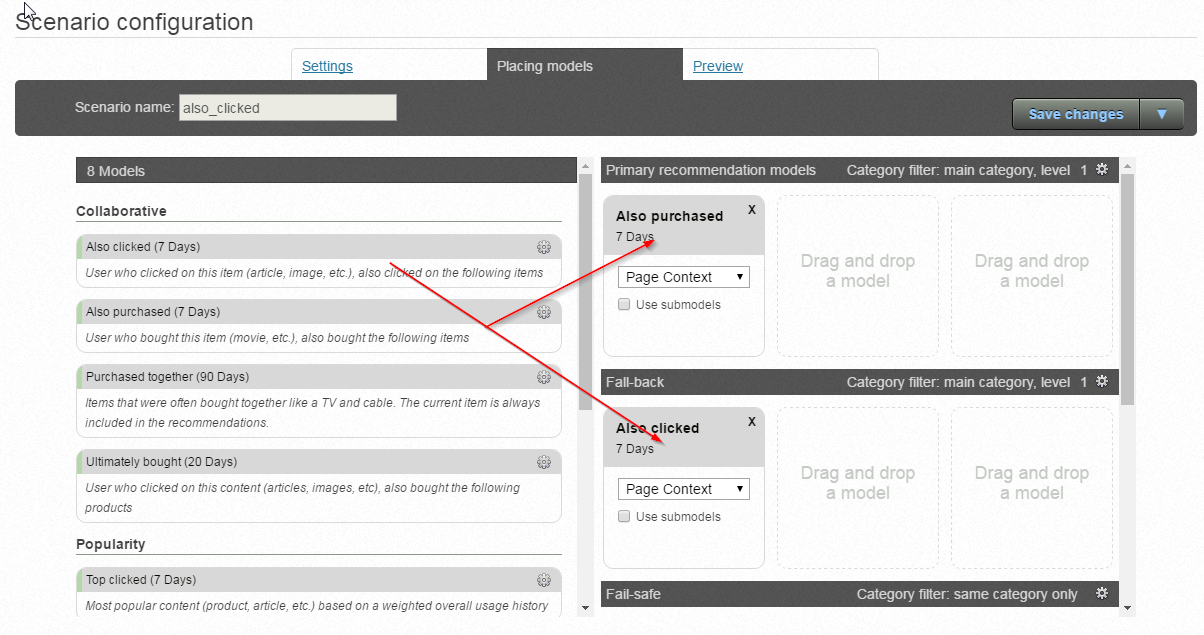 Scenario configuration
Settings
Placing models
Preview
Scenario name: also_clicked
Save changes
8 Models
Collaborative
Also clicked (7 Days)
User who clicked on this item (article, image, etc.), also clicked on the following items
Also purchased (7 Days)
User who bought this item (movie, etc.), also bought the following items
Purchased together (90 Days)
Items that were often bought together like a TV and cable. The current item is always
included in the recommendations.
Ultimately bought (20 Days)
User who clicked on this content (articles, images, etc), also bought the following
products
Popularity
Top clicked (7 Days)
Most popular content (product, article, etc.) based on a weighted overall usage history
Primary recommendation models Category filter: main category, level 1
Also purchased X
7 Days
Page Context
Use submodels
Drag and drop
a model
Drag and drop
a model
Fall-back Category filter: main category, level 1
Also clicked X
7 Days
Page Context
Use submodels
Drag and drop
a model
Drag and drop
a model
Fail-safe Category filter: same category only